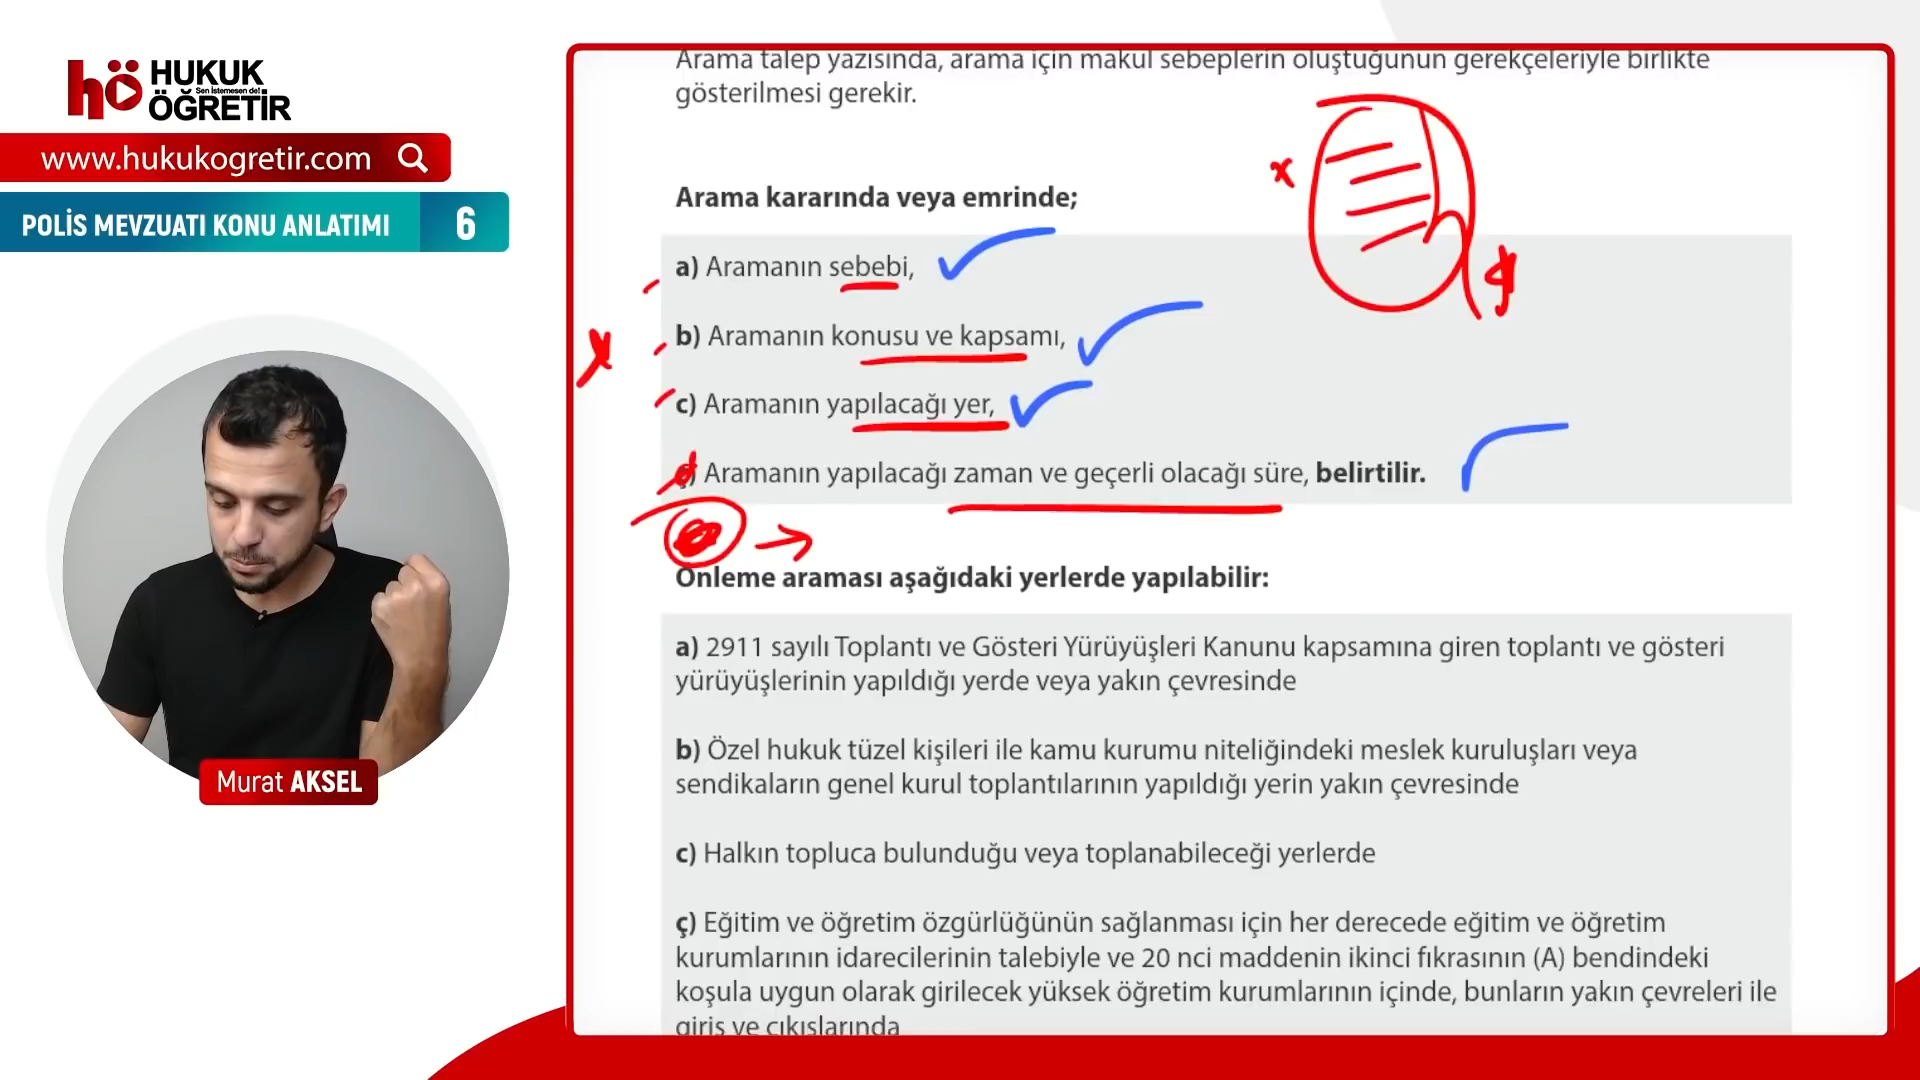 hö HUKUK
Sen İstemesen de!
ÖĞRETİR
www.hukukogretir.com
POLİS MEVZUATI KONU ANLATIMI 6
Murat AKSEL
Arama talep yazısında, arama için makul sebeplerin oluştuğunun gerekçeleriyle birlikte
gösterilmesi gerekir.
Arama kararında veya emrinde;
a) Aramanın sebebi,
b) Aramanın konusu ve kapsamı,
c) Aramanın yapılacağı yer,
ç) Aramanın yapılacağı zaman ve geçerli olacağı süre, belirtilir.
Önleme araması aşağıdaki yerlerde yapılabilir:
a) 2911 sayılı Toplantı ve Gösteri Yürüyüşleri Kanunu kapsamına giren toplantı ve gösteri
yürüyüşlerinin yapıldığı yerde veya yakın çevresinde
b) Özel hukuk tüzel kişileri ile kamu kurumu niteliğindeki meslek kuruluşları veya
sendikaların genel kurul toplantılarının yapıldığı yerin yakın çevresinde
c) Halkın topluca bulunduğu veya toplanabileceği yerlerde
ç) Eğitim ve öğretim özgürlüğünün sağlanması için her derecede eğitim ve öğretim
kurumlarının idarecilerinin talebiyle ve 20 nci maddenin ikinci fıkrasının (A) bendindeki
koşula uygun olarak girilecek yüksek öğretim kurumlarının içinde, bunların yakın çevreleri ile
giriş ve çıkışlarında